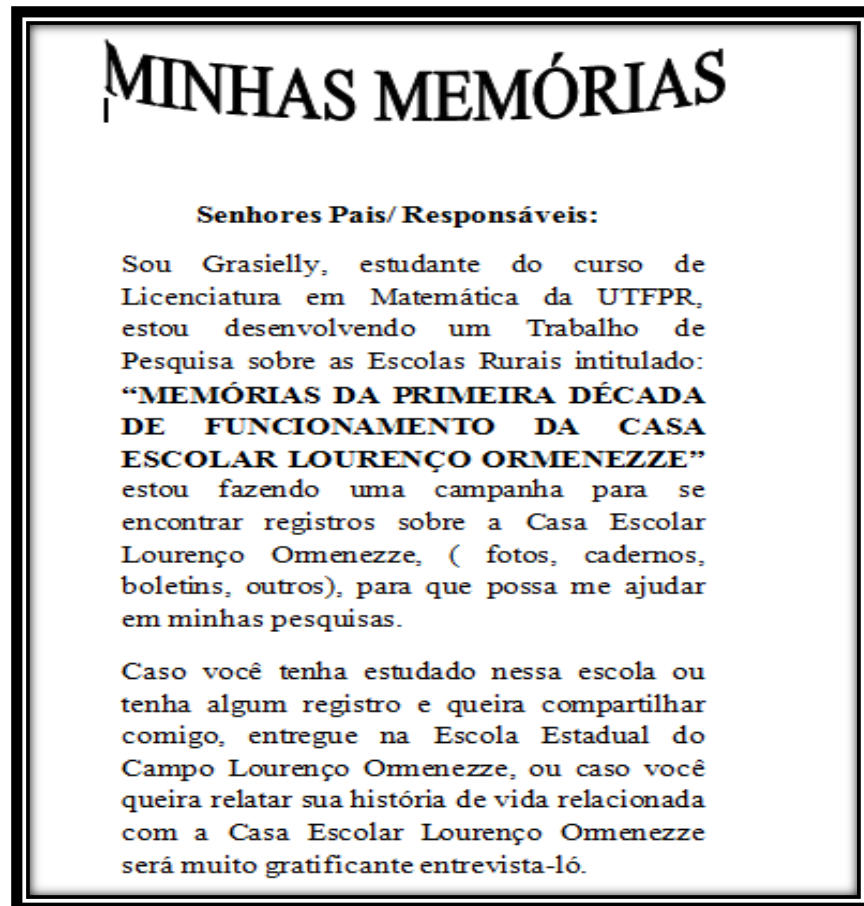 MINHAS MEMÓRIAS
Senhores Pais/ Responsáveis:
Sou Grasielly, estudante do curso de
Licenciatura em Matemática da UTFPR,
estou desenvolvendo um Trabalho de
Pesquisa sobre as Escolas Rurais intitulado:
“MEMÓRIAS DA PRIMEIRA DÉCADA
DE FUNCIONAMENTO DA CASA
ESCOLAR LOURENÇO ORMENEZZE”
estou fazendo uma campanha para se
encontrar registros sobre a Casa Escolar
Lourenço Ormenezze, ( fotos, cadernos,
boletins, outros), para que possa me ajudar
em minhas pesquisas.
Caso você tenha estudado nessa escola ou
tenha algum registro e queira compartilhar
comigo, entregue na Escola Estadual do
Campo Lourenço Ormenezze, ou caso você
queira relatar sua história de vida relacionada
com a Casa Escolar Lourenço Ormenezze
será muito gratificante entrevista-ló.